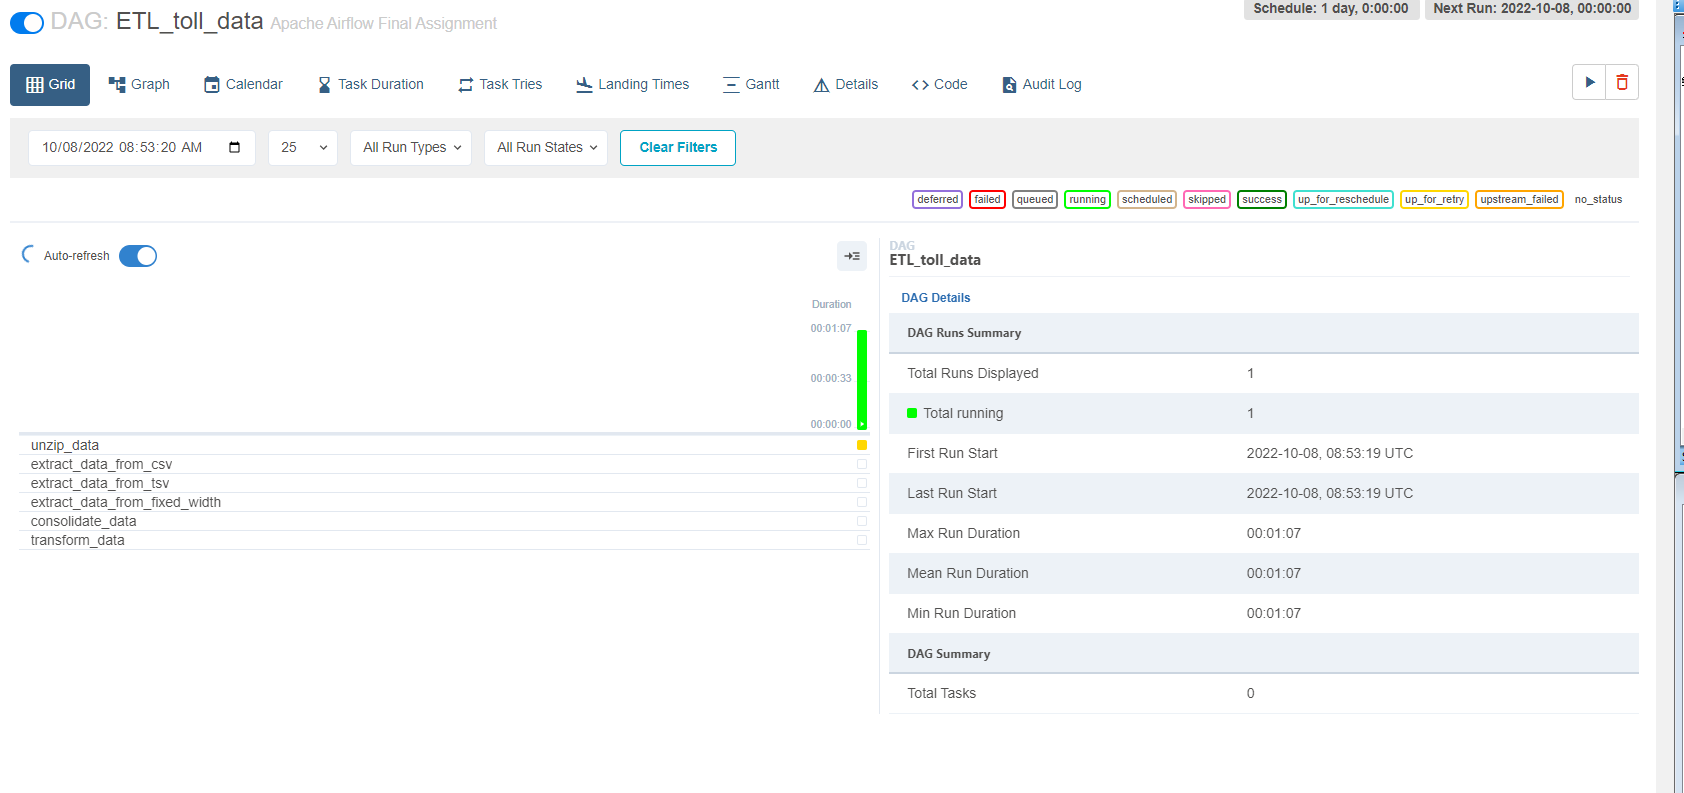 Schedule: 1 day, 0:00:00 Next Run: 2022-10-08, 00:00:00
DAG: ETL_toll_data Apache Airflow Final Assignment
Grid Graph Calendar Task Duration Task Tries Landing Times Gantt Details Code Audit Log
10/08/2022 08:53:20 AM 25 All Run Types All Run States Clear Filters
deferred failed queued running scheduled skipped success up_for_reschedule up_for_retry upstream_failed no_status
Auto-refresh
Duration
00:01:07
00:00:33
00:00:00
unzip_data
extract_data_from_csv
extract_data_from_tsv
extract_data_from_fixed_width
consolidate_data
transform_data
DAG
ETL_toll_data
DAG Details
DAG Runs Summary
Total Runs Displayed 1
Total running 1
First Run Start 2022-10-08, 08:53:19 UTC
Last Run Start 2022-10-08, 08:53:19 UTC
Max Run Duration 00:01:07
Mean Run Duration 00:01:07
Min Run Duration 00:01:07
DAG Summary
Total Tasks 0